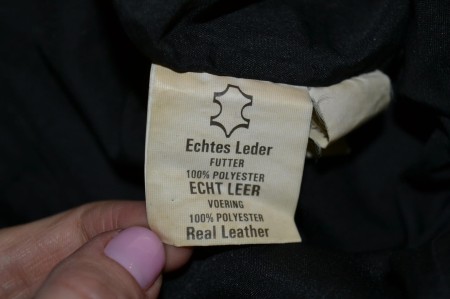 Echtes Leder
FUTTER
100% POLYESTER
ECHT LEER
VOERING
100% POLYESTER
Real Leather